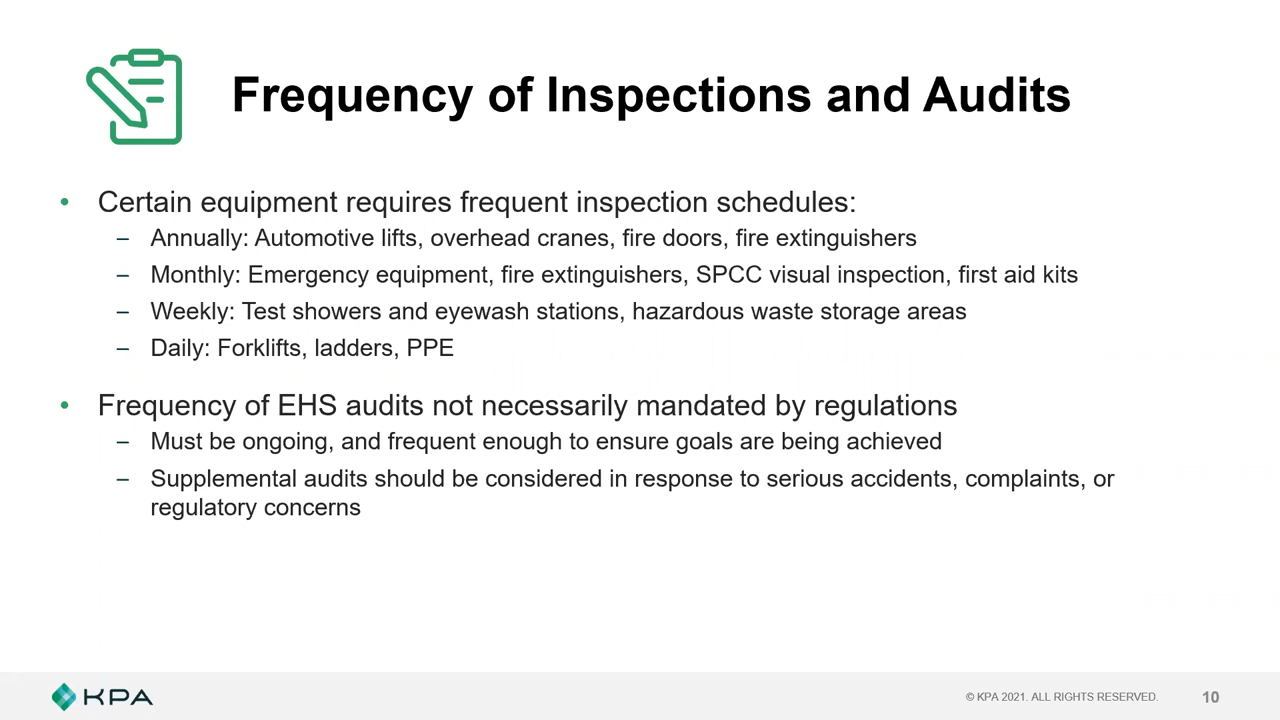 Frequency of Inspections and Audits
• Certain equipment requires frequent inspection schedules:
– Annually: Automotive lifts, overhead cranes, fire doors, fire extinguishers
– Monthly: Emergency equipment, fire extinguishers, SPCC visual inspection, first aid kits
– Weekly: Test showers and eyewash stations, hazardous waste storage areas
– Daily: Forklifts, ladders, PPE
• Frequency of EHS audits not necessarily mandated by regulations
– Must be ongoing, and frequent enough to ensure goals are being achieved
– Supplemental audits should be considered in response to serious accidents, complaints, or
regulatory concerns
KPA
© KPA 2021. ALL RIGHTS RESERVED.
10